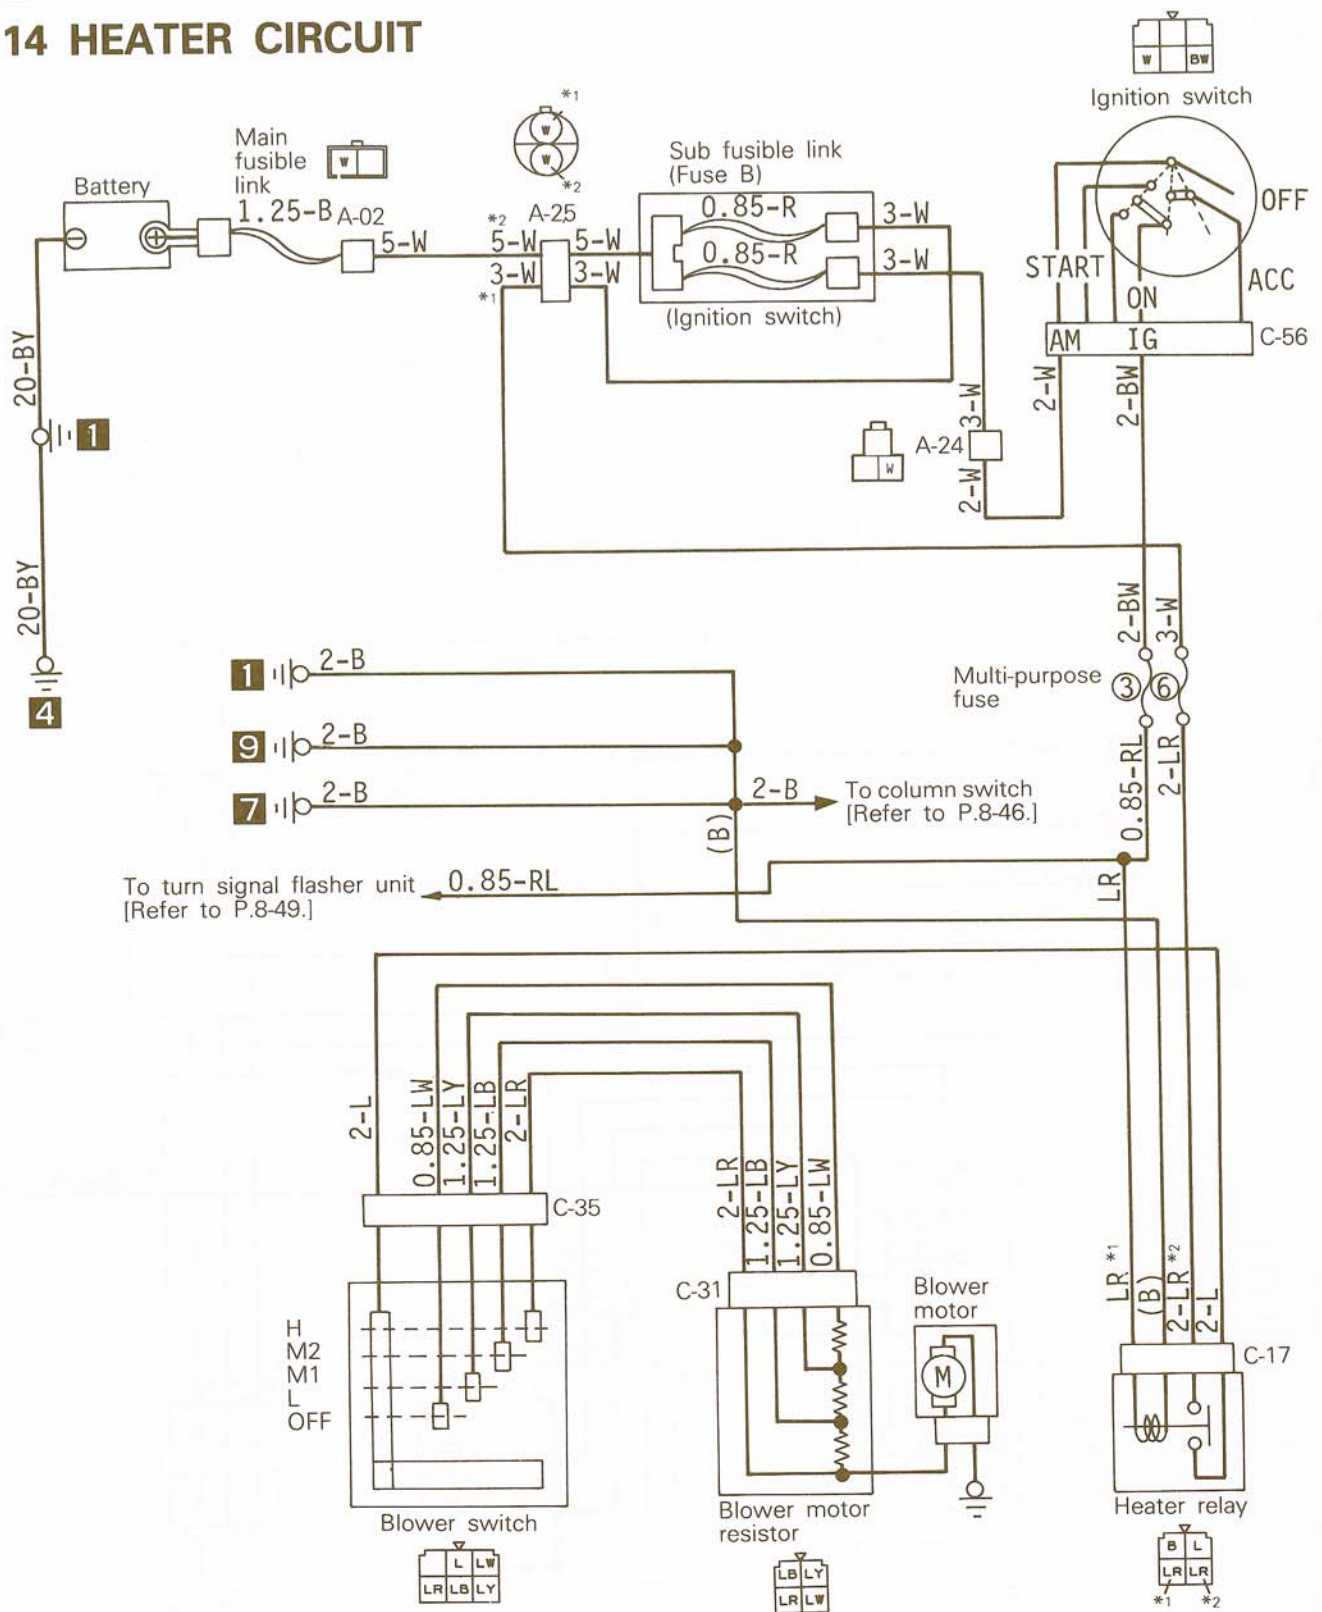 14 HEATER CIRCUIT
W BW
Ignition switch
*1
W
W
*2
Main
fusible
link
W
Sub fusible link
(Fuse B)
Battery
1.25-B
A-02
*2
A-25
0.85-R
3-W
OFF
5-W
5-W
5-W
0.85-R
3-W
START
3-W
3-W
*1
ON
ACC
(Ignition switch)
AM IG
C-56
20-BY
2-W
2-BW
3-W
1
A-24
W
2-W
20-BY
2-BW
3-W
1
2-B
Multi-purpose
fuse
3 6
4
9
2-B
7
2-B
2-B
To column switch
[Refer to P.8-46.]
0.85-RL
2-LR
(B)
To turn signal flasher unit
[Refer to P.8-49.]
0.85-RL
LR
2-L
0.85-LW
1.25-LY
1.25-LB
2-LR
2-LR
1.25-LB
1.25-LY
0.85-LW
C-35
LR *1
(B)
2-LR *2
2-L
C-31
Blower
motor
H
M2
M1
L
OFF
M
C-17
Blower switch
Blower motor
resistor
Heater relay
L LW
LR LB LY
LB LY
LR LW
B L
LR LR
*1 *2